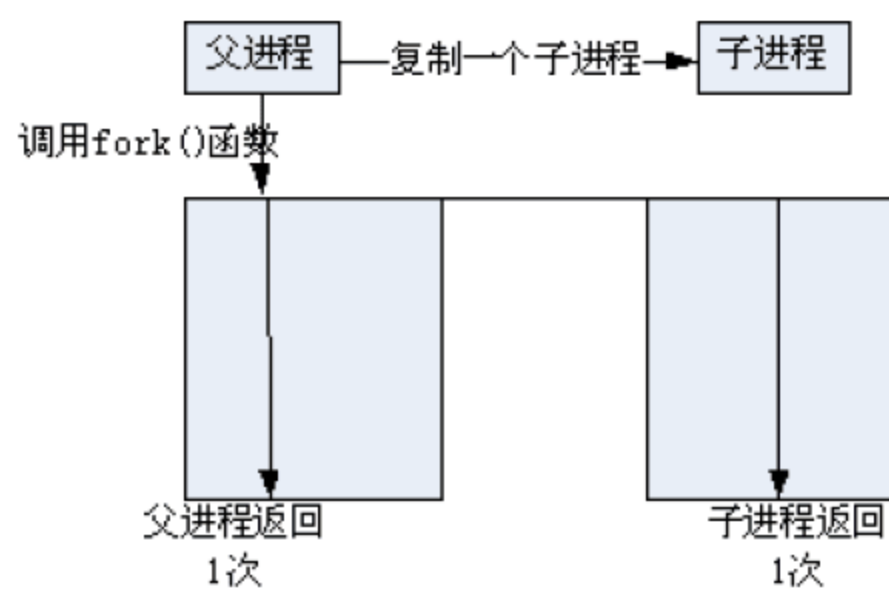 父进程
复制一个子进程
子进程
调用fork()函数
父进程返回
1次
子进程返回
1次